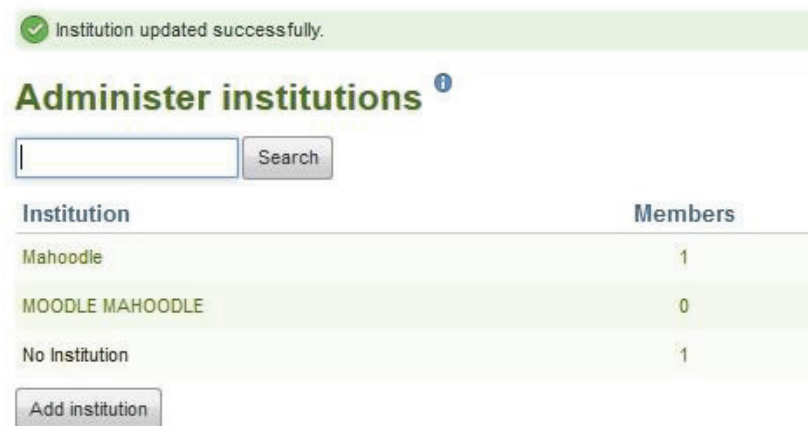 Institution updated successfully.
Administer institutions
Search
Institution Members
Mahoodle 1
MOODLE MAHOODLE 0
No Institution 1
Add institution